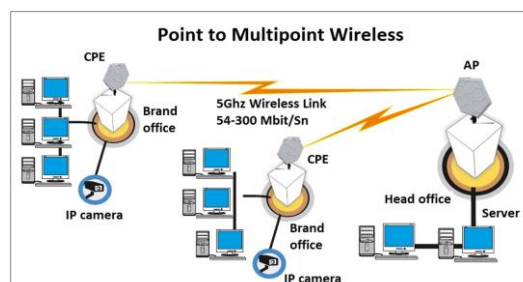 Point to Multipoint Wireless
CPE
AP
Brand
office
5Ghz Wireless Link
54-300 Mbit/Sn
CPE
IP camera
Brand
office
IP camera
Head office
Server